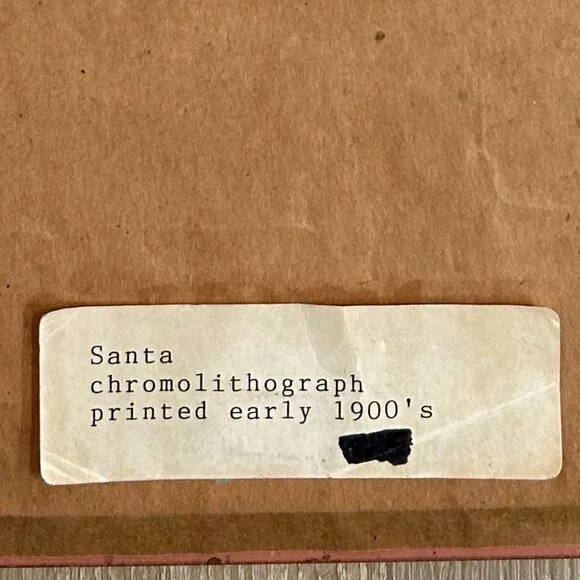 Santa
chromolithograph
printed early 1900's